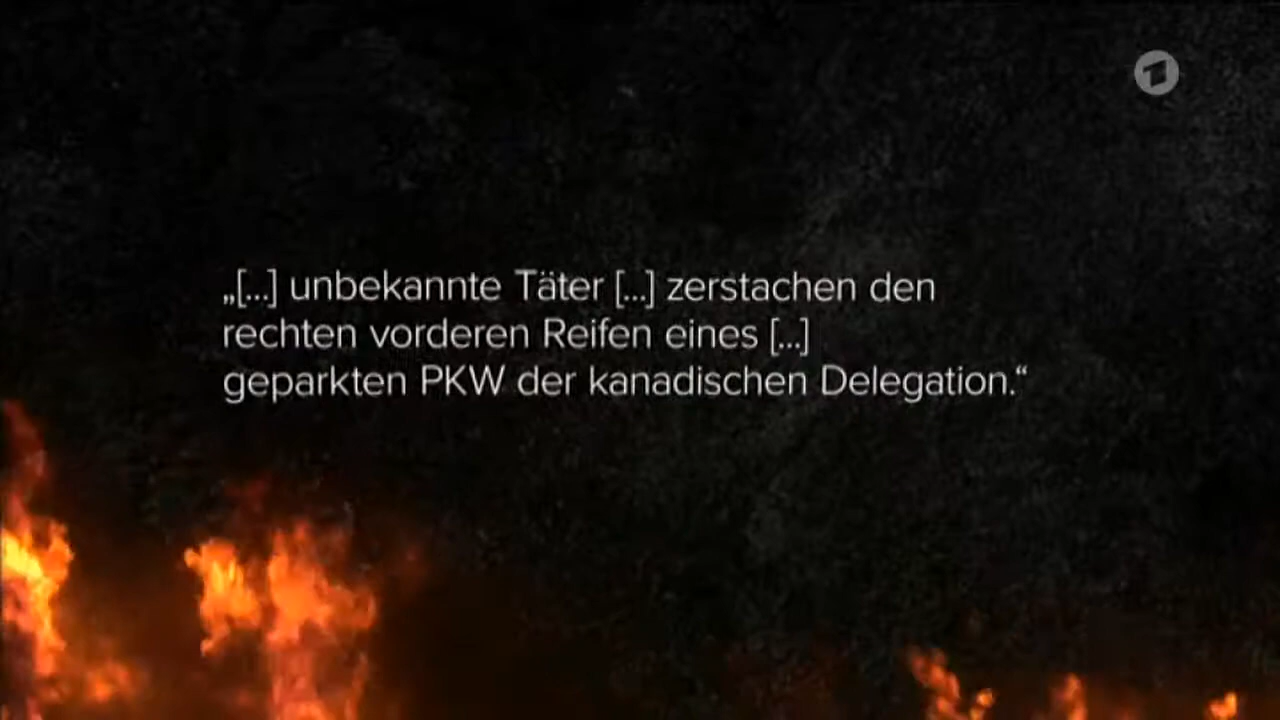 „[...] unbekannte Täter [...] zerstachen den
rechten vorderen Reifen eines [...]
geparkten PKW der kanadischen Delegation.“